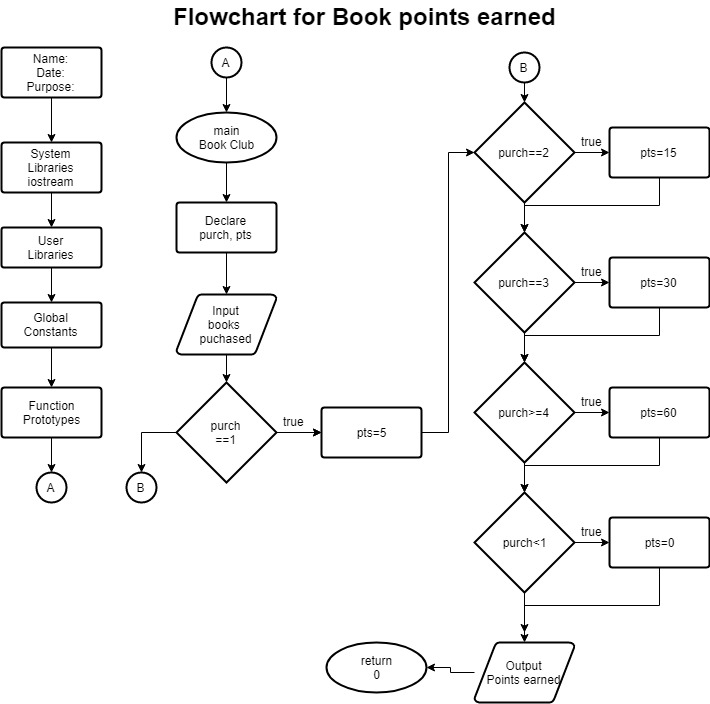 Flowchart for Book points earned
Name:
Date:
Purpose:
System
Libraries
iostream
User
Libraries
Global
Constants
Function
Prototypes
A
A
main
Book Club
Declare
purch, pts
Input
books
puchased
purch
==1
true
pts=5
B
B
purch==2
true
pts=15
purch==3
true
pts=30
purch>=4
true
pts=60
purch<1
true
pts=0
Output
Points earned
return
0